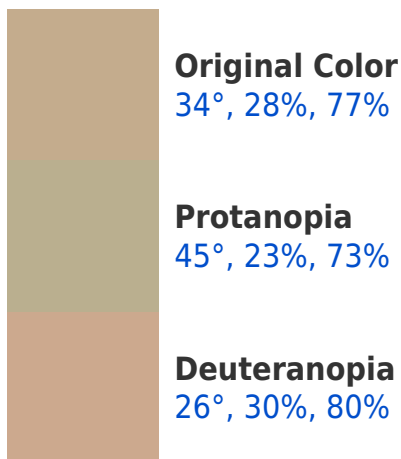 Original Color
34°, 28%, 77%
Protanopia
45°, 23%, 73%
Deuteranopia
26°, 30%, 80%